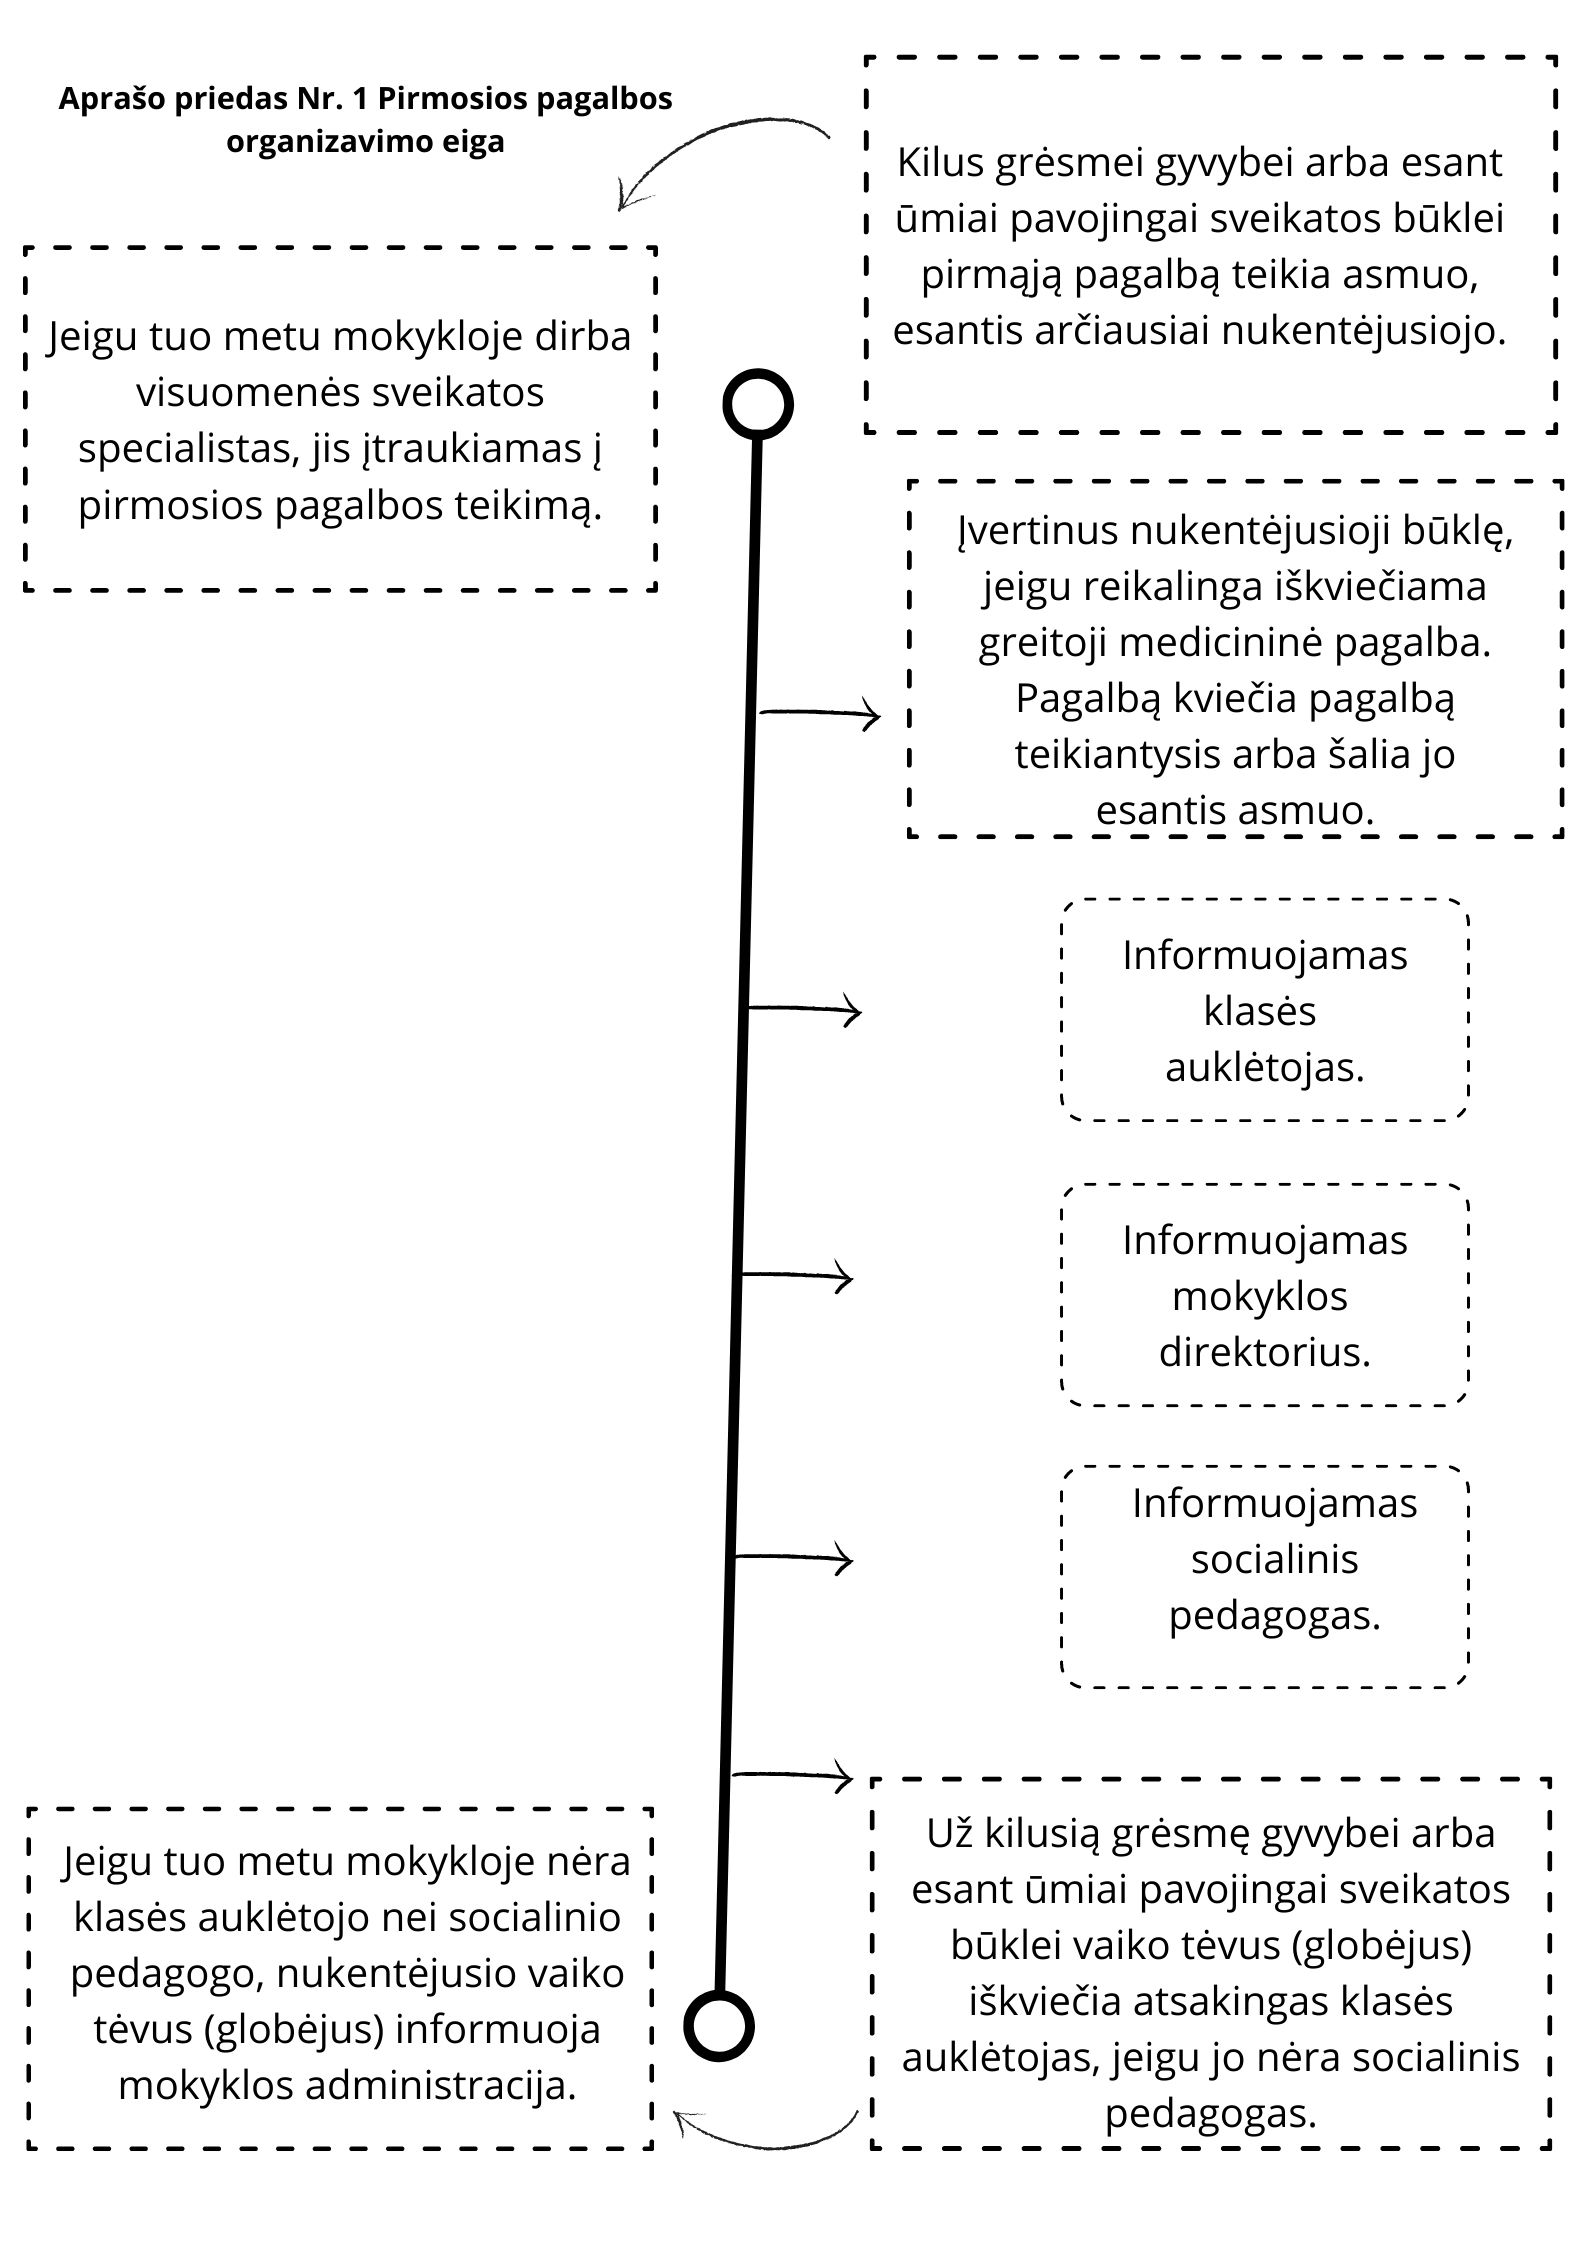 Aprašo priedas Nr. 1 Pirmosios pagalbos
organizavimo eiga
Kilus grėsmei gyvybei arba esant
ūmiai pavojingai sveikatos būklei
pirmąją pagalbą teikia asmuo,
esantis arčiausiai nukentėjusiojo.
Jeigu tuo metu mokykloje dirba
visuomenės sveikatos
specialistas, jis įtraukiamas į
pirmosios pagalbos teikimą.
Įvertinus nukentėjusioji būklę,
jeigu reikalinga iškviečiama
greitoji medicininė pagalba.
Pagalbą kviečia pagalbą
teikiantysis arba šalia jo
esantis asmuo.
Informuojamas
klasės
auklėtojas.
Informuojamas
mokyklos
direktorius.
Informuojamas
socialinis
pedagogas.
Už kilusią grėsmę gyvybei arba
esant ūmiai pavojingai sveikatos
būklei vaiko tėvus (globėjus)
iškviečia atsakingas klasės
auklėtojas, jeigu jo nėra socialinis
pedagogas.
Jeigu tuo metu mokykloje nėra
klasės auklėtojo nei socialinio
pedagogo, nukentėjusio vaiko
tėvus (globėjus) informuoja
mokyklos administracija.